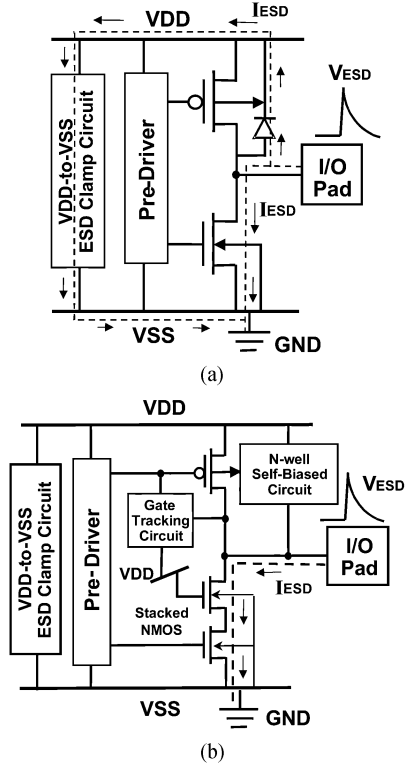 VDD
IESD
VDD-to-VSS
ESD Clamp Circuit
Pre-Driver
VESD
I/O
Pad
IESD
VSS
GND
(a)
VDD
VDD-to-VSS
ESD Clamp Circuit
Pre-Driver
N-well
Self-Biased
Circuit
Gate
Tracking
Circuit
VDD
Stacked
NMOS
VESD
I/O
Pad
IESD
VSS
GND
(b)